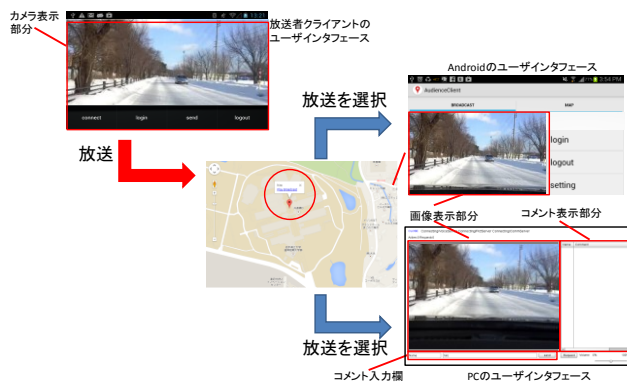 カメラ表示
部分
13:21
放送者クライアントの
ユーザインタフェース
connect
login
send
logout
放送
放送を選択
Androidのユーザインタフェース
3:54 PM
AudienceClient
BROADCAST
MAP
login
logout
setting
画像表示部分
コメント表示部分
放送を選択
コメント入力欄
PCのユーザインタフェース